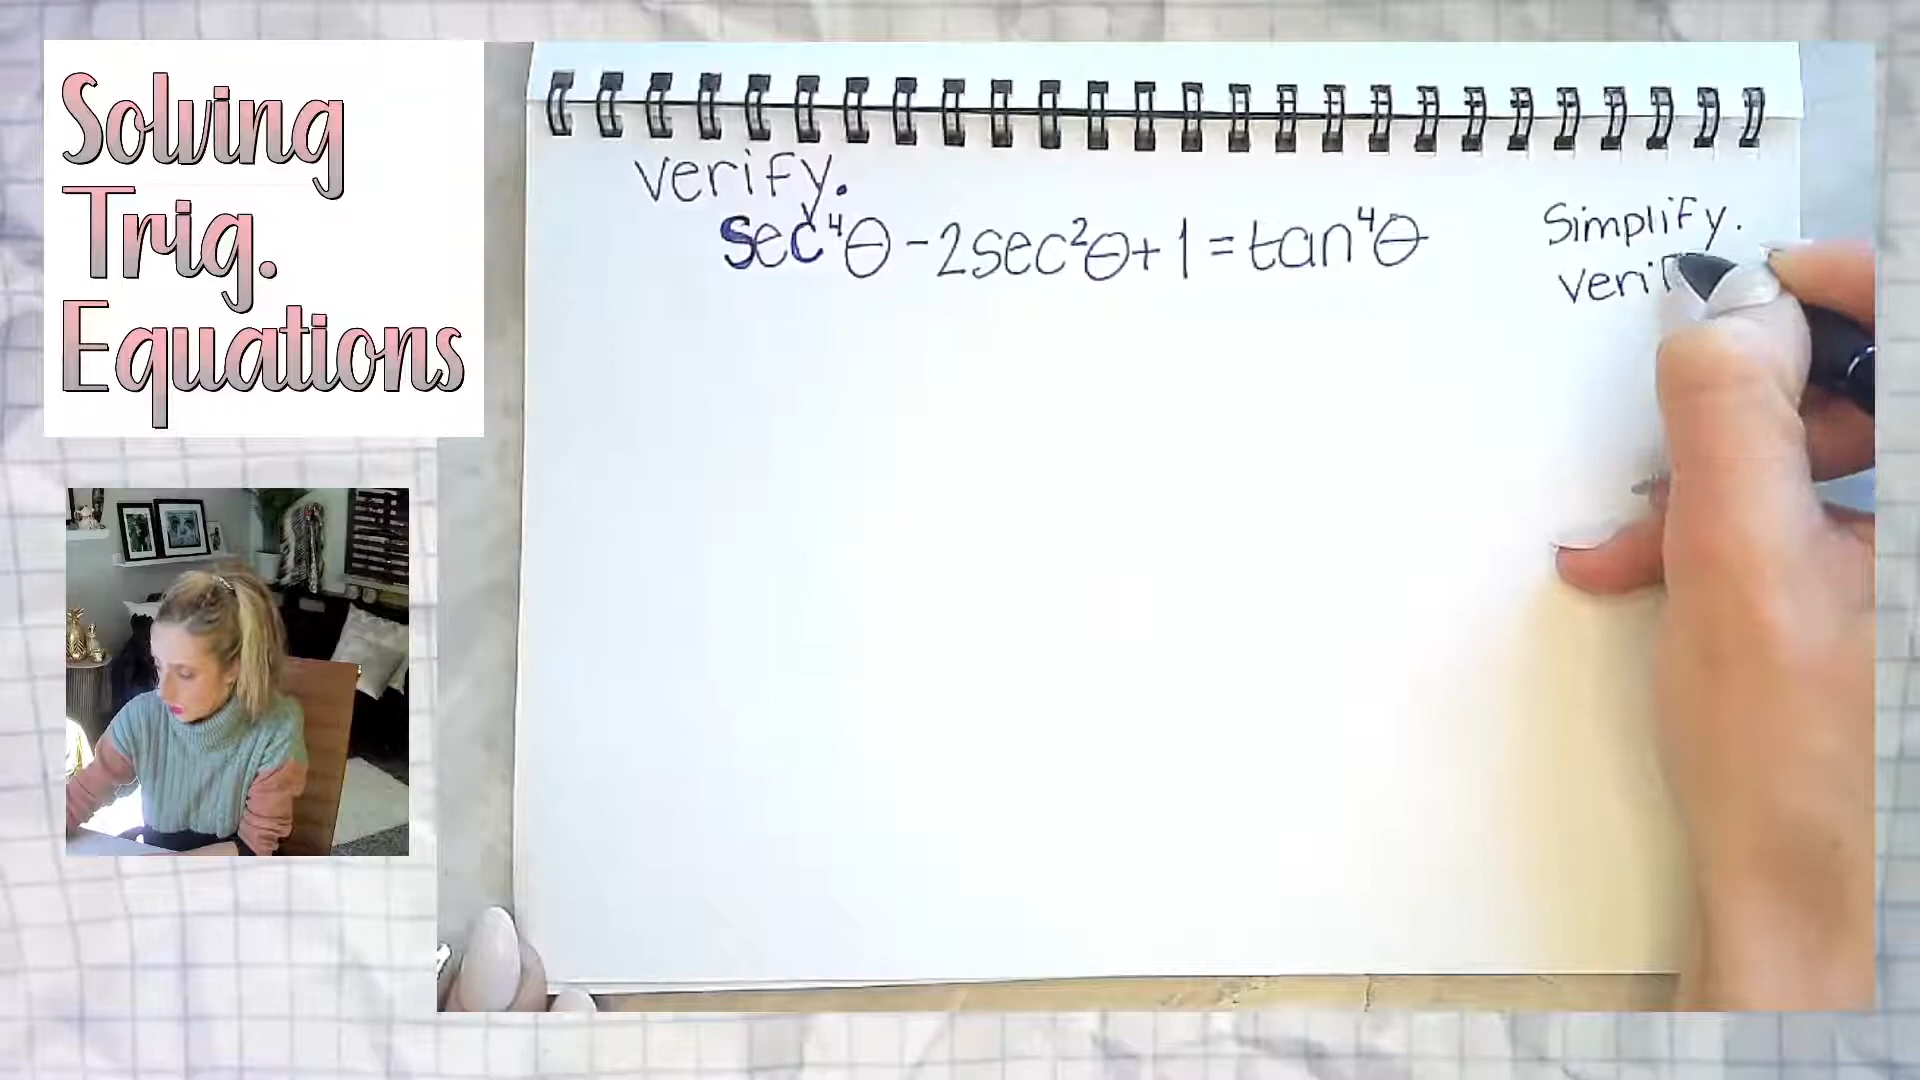 Solving
Trig.
Equations
verify.
sec⁴θ - 2sec²θ + 1 = tan⁴θ
Simplify.